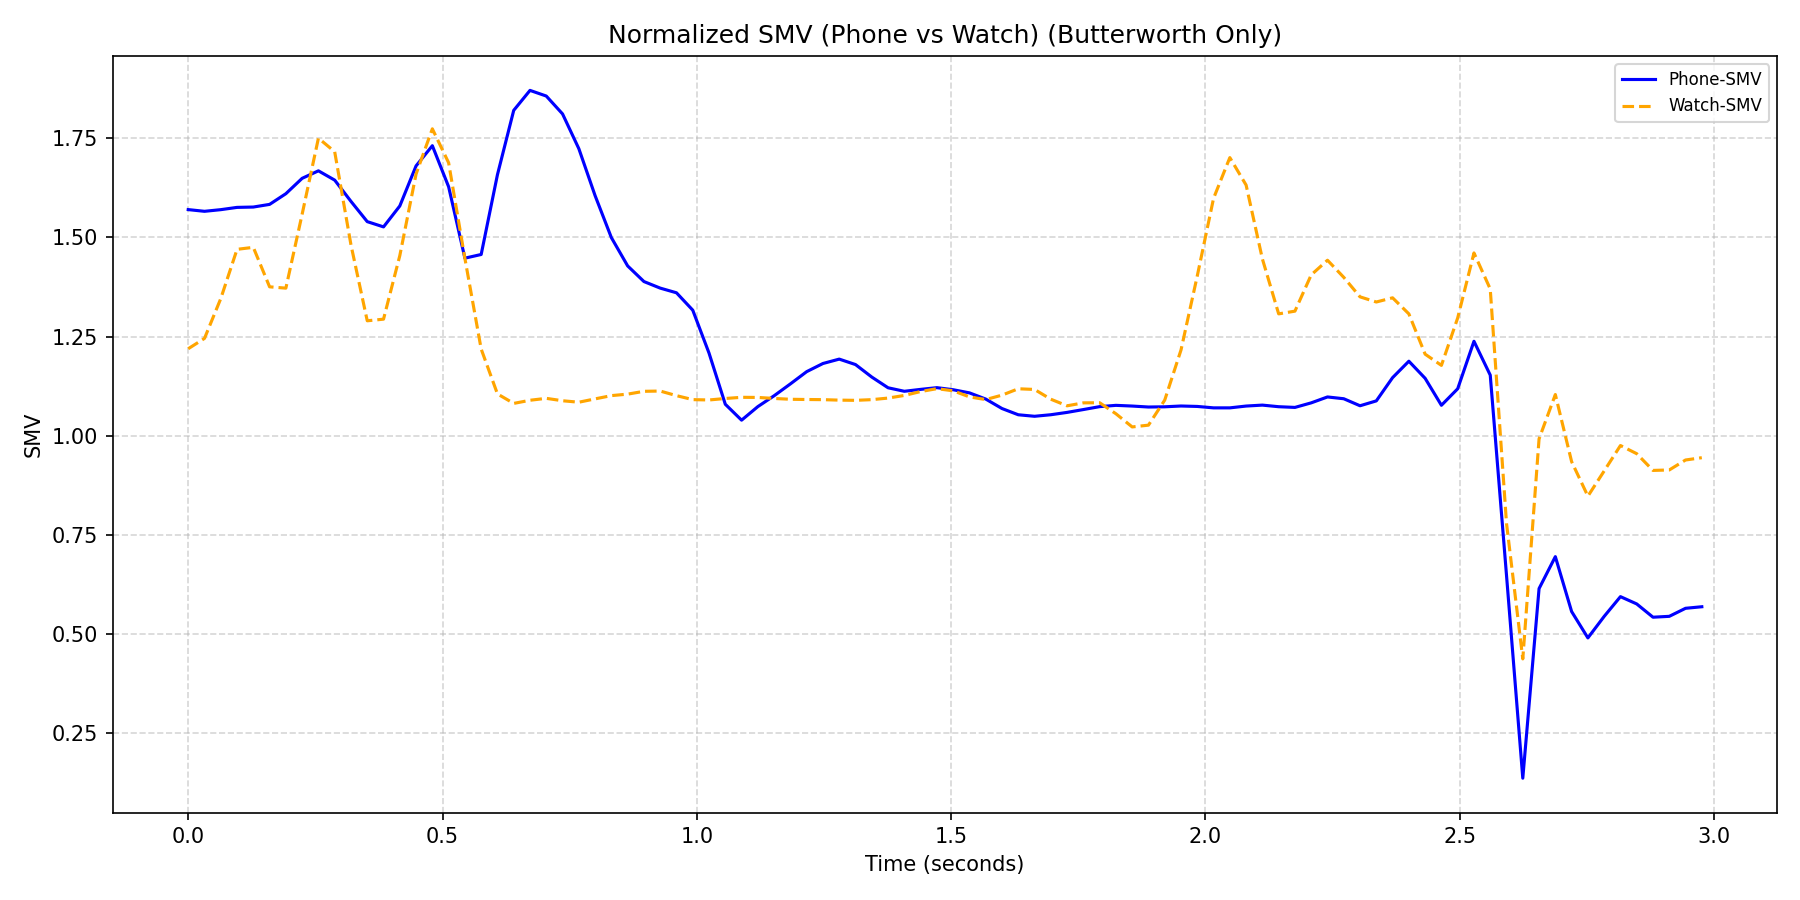 Normalized SMV (Phone vs Watch) (Butterworth Only)
Phone-SMV
Watch-SMV
SMV
1.75
1.50
1.25
1.00
0.75
0.50
0.25
0.0 0.5 1.0 1.5 2.0 2.5 3.0
Time (seconds)